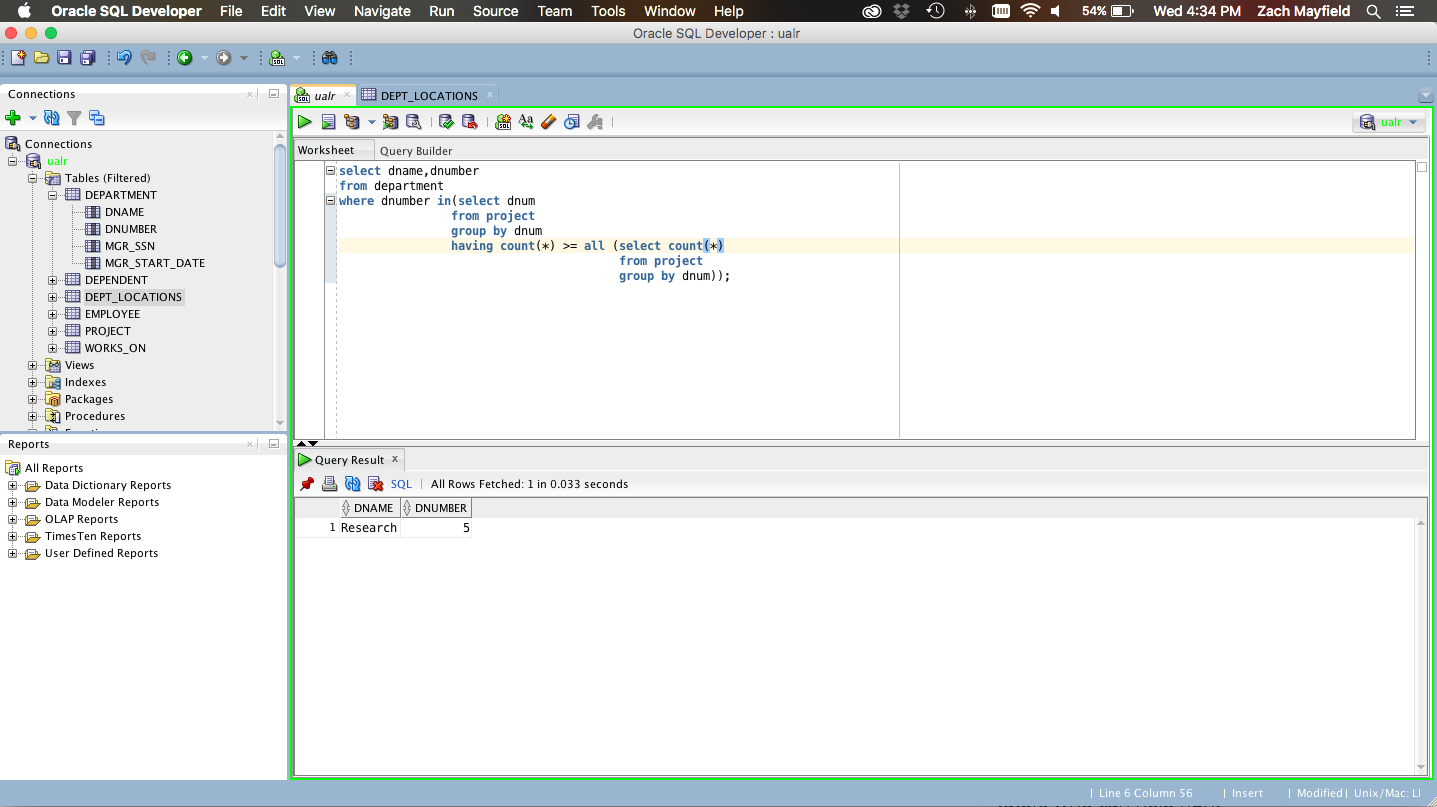 Oracle SQL Developer File Edit View Navigate Run Source Team Tools Window Help 54% Wed 4:34 PM Zach Mayfield
Oracle SQL Developer : ualr
Connections
Connections
ualr
Tables (Filtered)
DEPARTMENT
DNAME
DNUMBER
MGR_SSN
MGR_START_DATE
DEPENDENT
DEPT_LOCATIONS
EMPLOYEE
PROJECT
WORKS_ON
Views
Indexes
Packages
Procedures
Reports
All Reports
Data Dictionary Reports
Data Modeler Reports
OLAP Reports
TimesTen Reports
User Defined Reports
ualr DEPT_LOCATIONS
ualr
Worksheet Query Builder
select dname,dnumber
from department
where dnumber in(select dnum
from project
group by dnum
having count(*) >= all (select count(*)
from project
group by dnum));
Query Result
SQL | All Rows Fetched: 1 in 0.033 seconds
DNAME DNUMBER
1 Research 5
| Line 6 Column 56 | Insert | Modified | Unix/Mac: LI